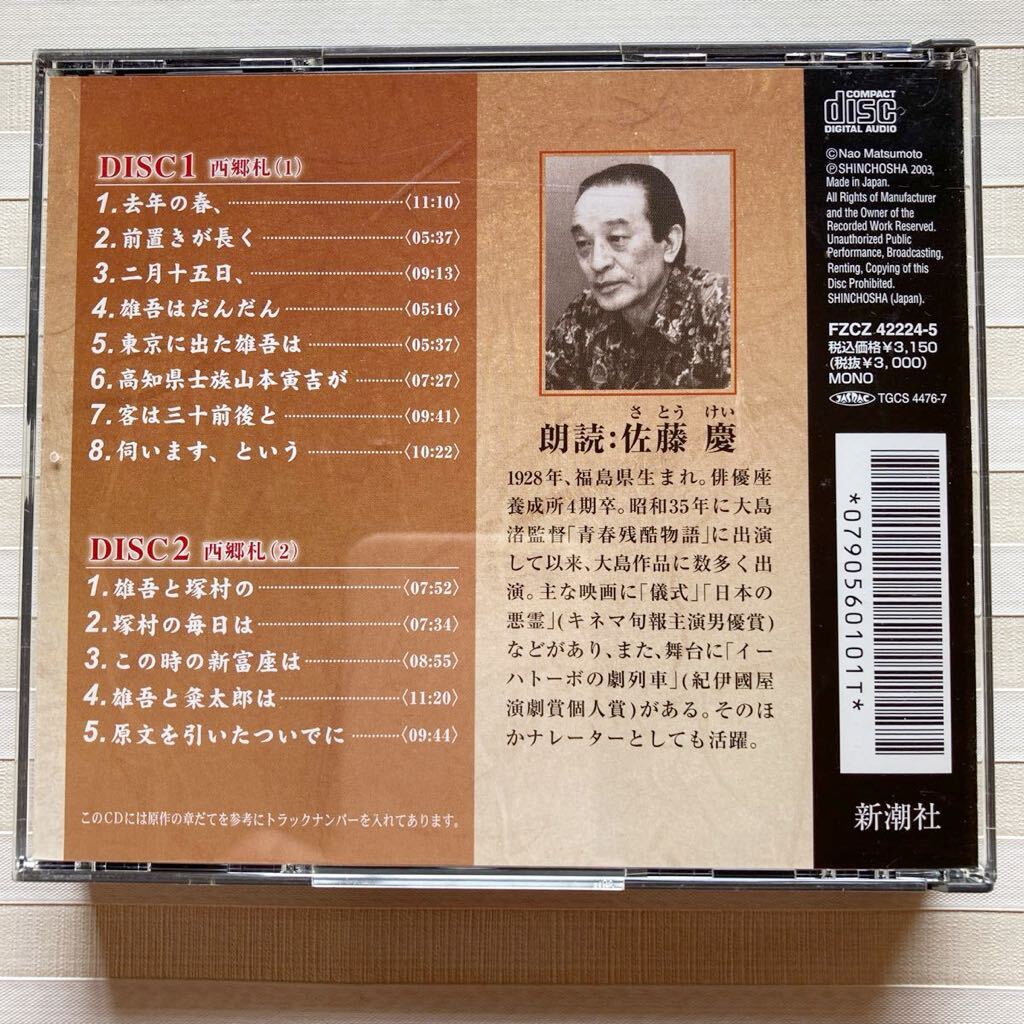 DISC1 西郷札(1)
1.去年の春、〈11:10〉
2.前置きが長く〈05:37〉
3.二月十五日、〈09:13〉
4.雄吾はだんだん〈05:16〉
5.東京に出た雄吾は〈05:37〉
6.高知県士族山本寅吉が〈07:27〉
7.客は三十前後と〈09:41〉
8.伺います、という〈10:22〉
DISC2 西郷札(2)
1.雄吾と塚村の〈07:52〉
2.塚村の毎日は〈07:34〉
3.この時の新富座は〈08:55〉
4.雄吾と粂太郎は〈11:20〉
5.原文を引いたついでに〈09:44〉
このCDには原作の章だてを参考にトラックナンバーを入れてあります。
さとう けい
朗読:佐藤 慶
1928年、福島県生まれ。俳優座
養成所4期卒。昭和35年に大島
渚監督「青春残酷物語」に出演
して以来、大島作品に数多く出
演。主な映画に「儀式」「日本の
悪霊」(キネマ旬報主演男優賞)
などがあり、また、舞台に「イー
ハトーボの劇列車」(紀伊國屋
演劇賞個人賞)がある。そのほ
かナレーターとしても活躍。
COMPACT
disc
DIGITAL AUDIO
©Nao Matsumoto
℗SHINCHOSHA 2003,
Made in Japan.
All Rights of Manufacturer
and the Owner of the
Recorded Work Reserved.
Unauthorized Public
Performance, Broadcasting,
Renting, Copying of this
Disc Prohibited.
SHINCHOSHA (Japan).
FZCZ 42224-5
税込価格¥3,150
(税抜¥3,000)
MONO
JASRAC TGCS 4476-7
*0790560101T*
新潮社